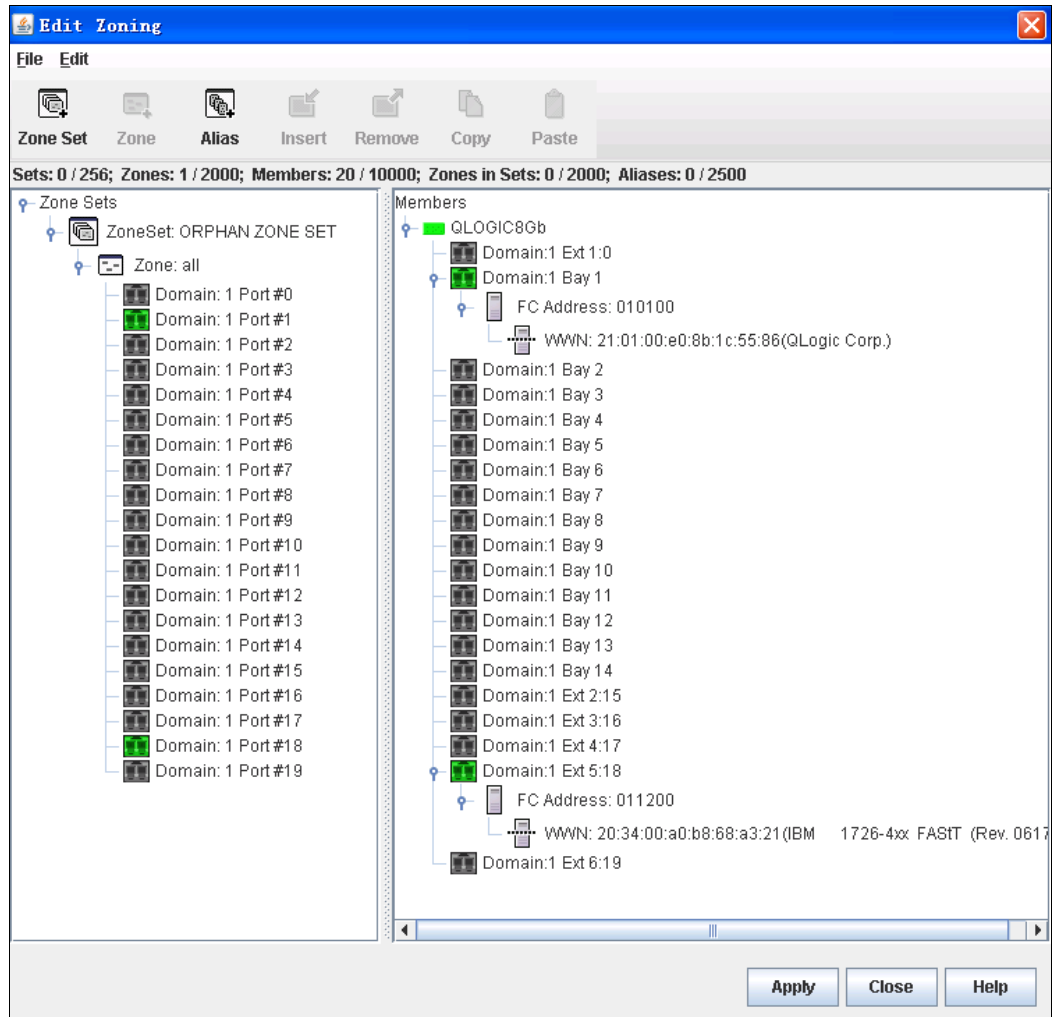 Edit Zoning
File Edit
Zone Set Zone Alias Insert Remove Copy Paste
Sets: 0 / 256; Zones: 1 / 2000; Members: 20 / 10000; Zones in Sets: 0 / 2000; Aliases: 0 / 2500
Zone Sets
ZoneSet: ORPHAN ZONE SET
Zone: all
Domain: 1 Port #0
Domain: 1 Port #1
Domain: 1 Port #2
Domain: 1 Port #3
Domain: 1 Port #4
Domain: 1 Port #5
Domain: 1 Port #6
Domain: 1 Port #7
Domain: 1 Port #8
Domain: 1 Port #9
Domain: 1 Port #10
Domain: 1 Port #11
Domain: 1 Port #12
Domain: 1 Port #13
Domain: 1 Port #14
Domain: 1 Port #15
Domain: 1 Port #16
Domain: 1 Port #17
Domain: 1 Port #18
Domain: 1 Port #19
Members
QLOGIC8Gb
Domain:1 Ext 1:0
Domain:1 Bay 1
FC Address: 010100
WWN: 21:01:00:e0:8b:1c:55:86(QLogic Corp.)
Domain:1 Bay 2
Domain:1 Bay 3
Domain:1 Bay 4
Domain:1 Bay 5
Domain:1 Bay 6
Domain:1 Bay 7
Domain:1 Bay 8
Domain:1 Bay 9
Domain:1 Bay 10
Domain:1 Bay 11
Domain:1 Bay 12
Domain:1 Bay 13
Domain:1 Bay 14
Domain:1 Ext 2:15
Domain:1 Ext 3:16
Domain:1 Ext 4:17
Domain:1 Ext 5:18
FC Address: 011200
WWN: 20:34:00:a0:b8:68:a3:21(IBM 1726-4xx FAStT (Rev. 0617
Domain:1 Ext 6:19
Apply Close Help